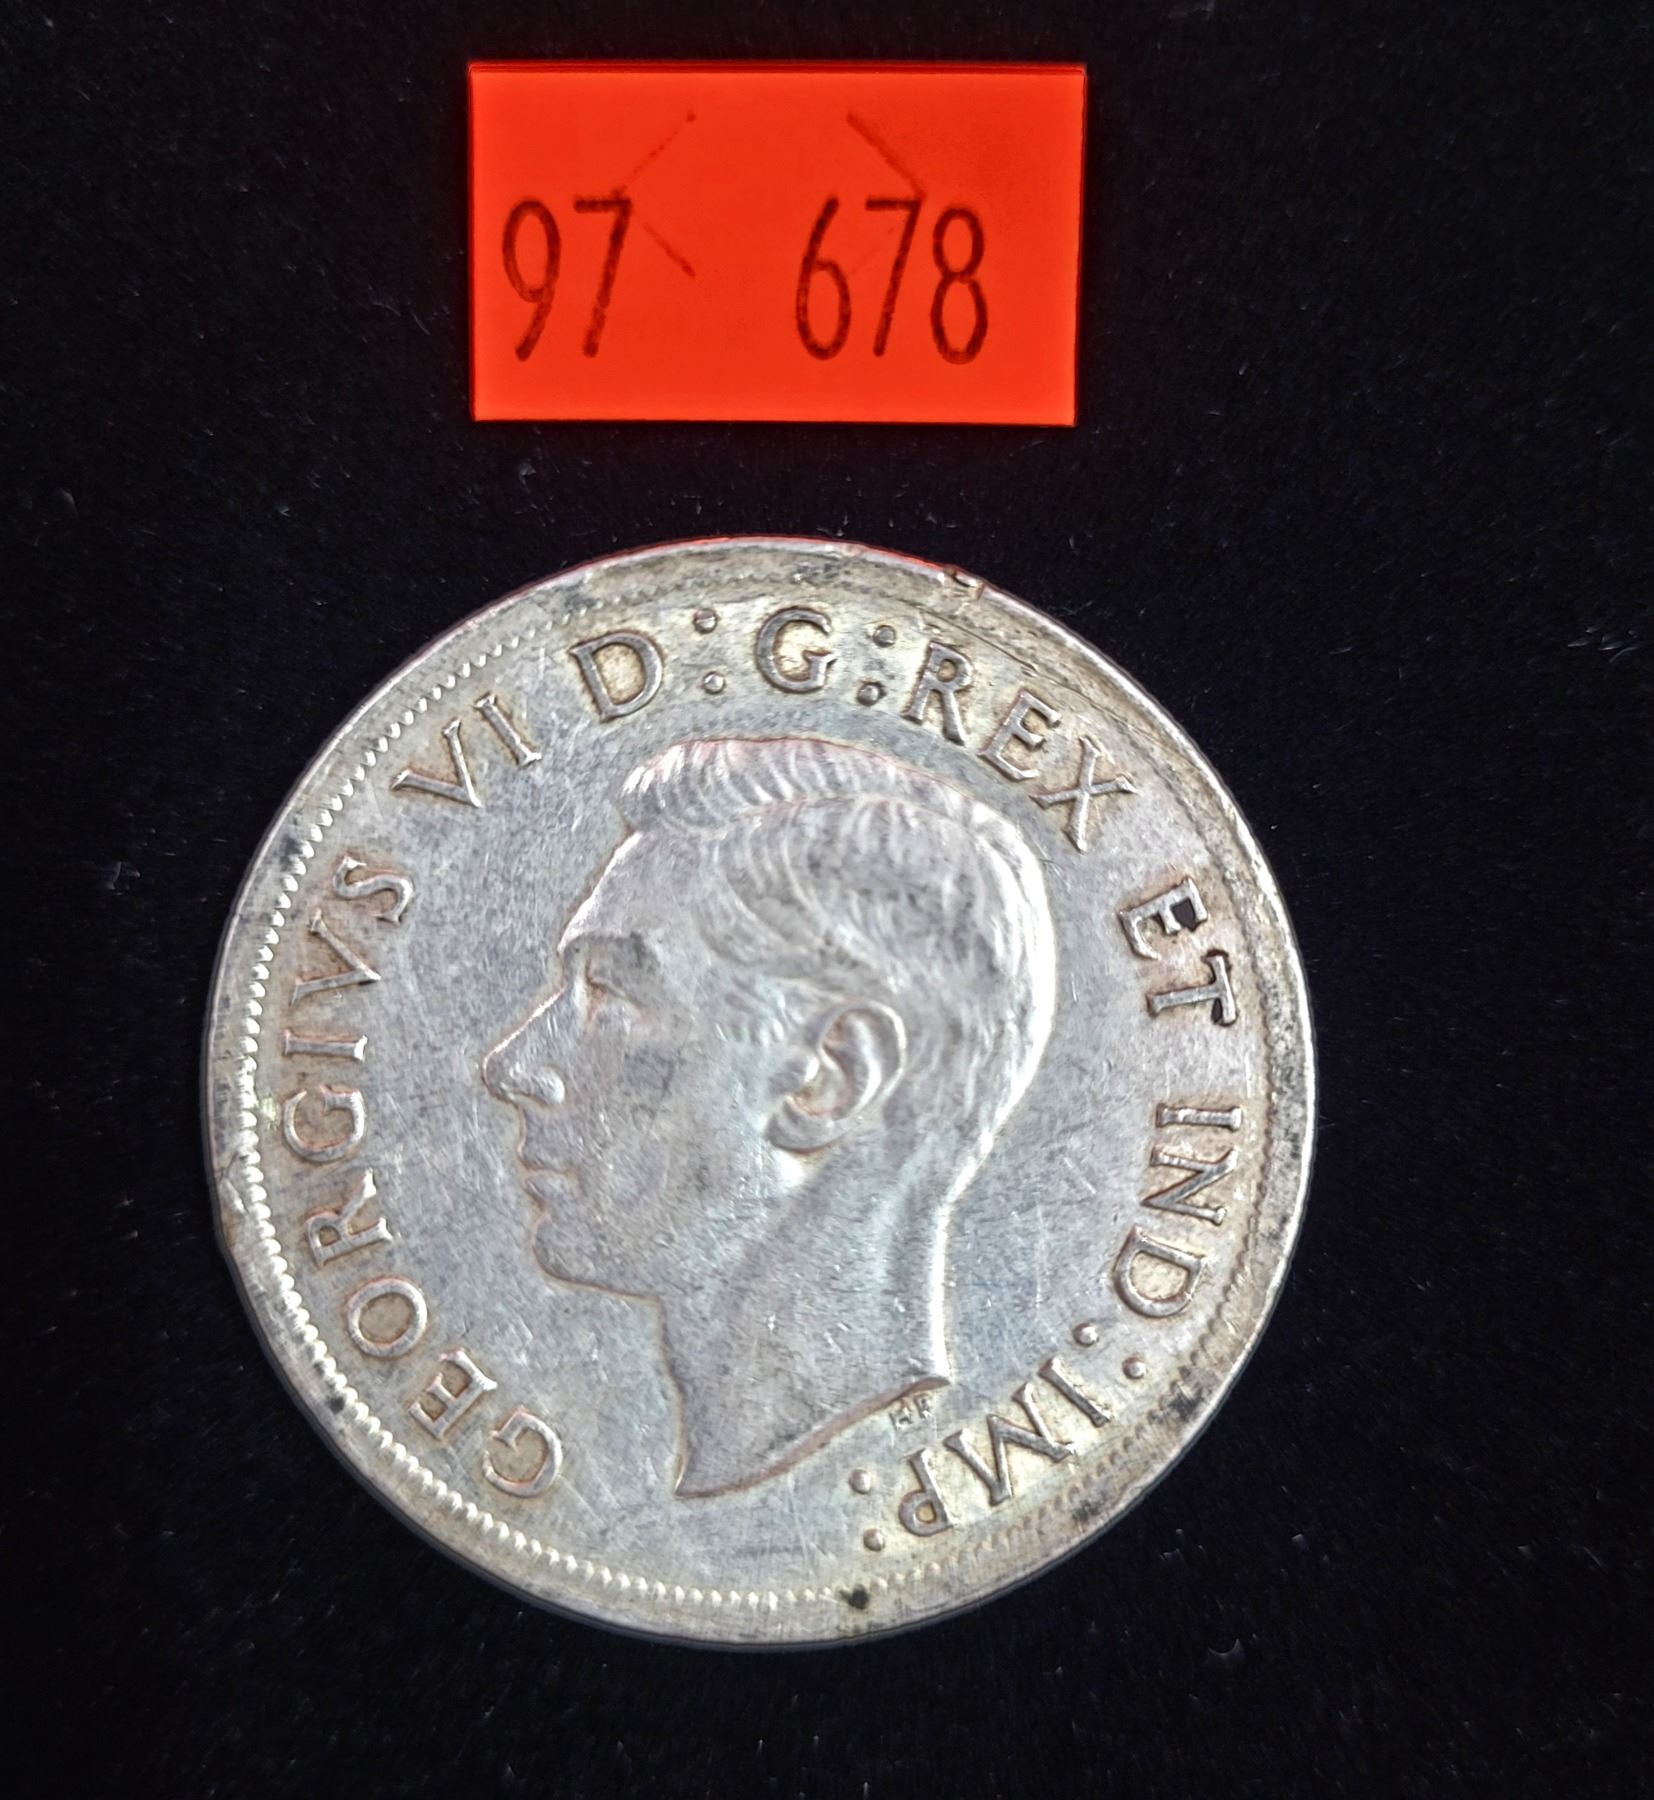 97 678
GEORGIVS VI D:G:REX ET IND:IMP:
HP